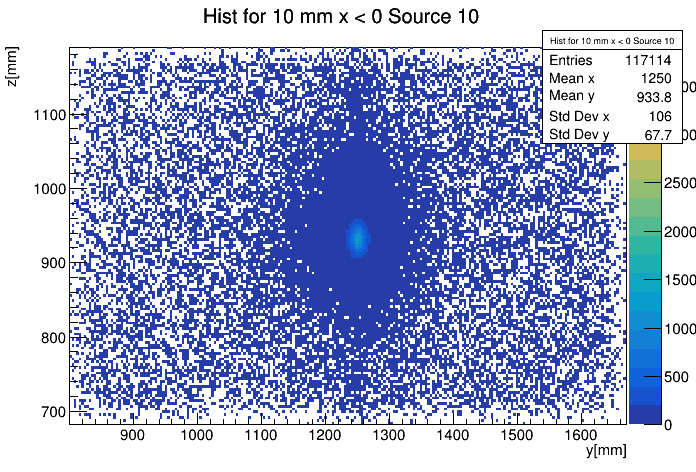 Hist for 10 mm x < 0 Source 10
Hist for 10 mm x < 0 Source 10
Entries 117114
Mean x 1250
Mean y 933.8
Std Dev x 106
Std Dev y 67.7
z[mm]
1100
1000
900
800
700
900 1000 1100 1200 1300 1400 1500 1600
y[mm]
2500
2000
1500
1000
500
0